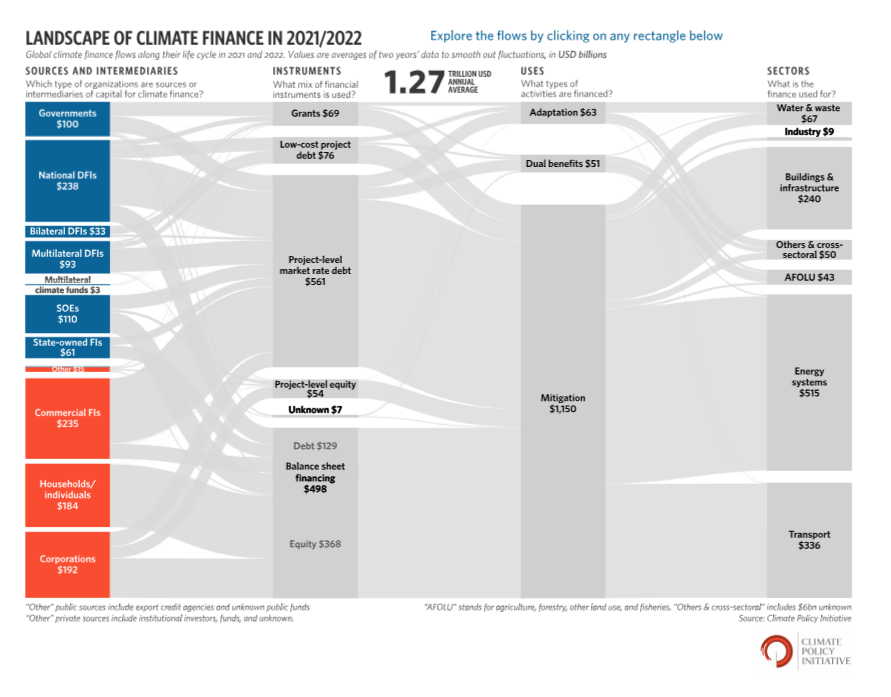 LANDSCAPE OF CLIMATE FINANCE IN 2021/2022
Explore the flows by clicking on any rectangle below
Global climate finance flows along their life cycle in 2021 and 2022. Values are averages of two years' data to smooth out fluctuations, in USD billions
SOURCES AND INTERMEDIARIES
Which type of organizations are sources or
intermediaries of capital for climate finance?
INSTRUMENTS
What mix of financial
instruments is used?
1.27 TRILLION USD
ANNUAL
AVERAGE
USES
What types of
activities are financed?
SECTORS
What is the
finance used for?
Governments
$100
National DFIs
$238
Bilateral DFIs $33
Multilateral DFIs
$93
Multilateral
climate funds $3
SOEs
$110
State-owned FIs
$61
Other $15
Commercial FIs
$235
Households/
individuals
$184
Corporations
$192
Grants $69
Low-cost project
debt $76
Project-level
market rate debt
$561
Project-level equity
$54
Unknown $7
Debt $129
Balance sheet
financing
$498
Equity $368
Adaptation $63
Dual benefits $51
Mitigation
$1,150
Water & waste
$67
Industry $9
Buildings &
infrastructure
$240
Others & cross-
sectoral $50
AFOLU $43
Energy
systems
$515
Transport
$336
"Other" public sources include export credit agencies and unknown public funds
"Other" private sources include institutional investors, funds, and unknown.
"AFOLU" stands for agriculture, forestry, other land use, and fisheries. "Others & cross-sectoral" includes $6bn unknown
Source: Climate Policy Initiative
CLIMATE
POLICY
INITIATIVE